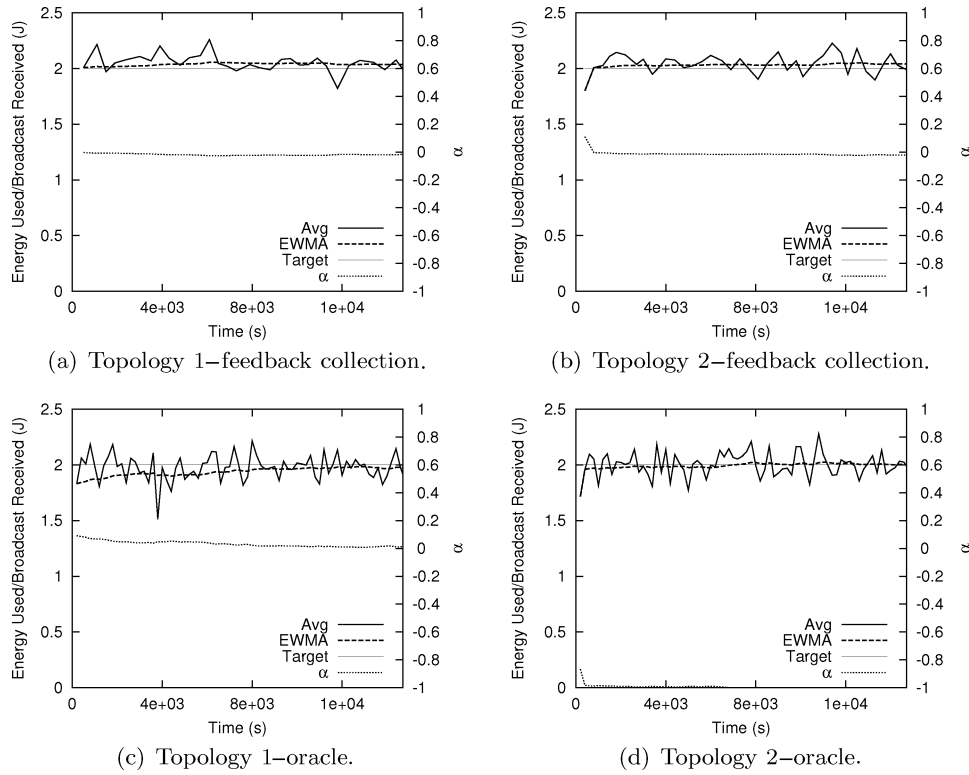 Energy Used/Broadcast Received (J)
2.5
2
1.5
1
0.5
0
1
0.8
0.6
0.4
0.2
0
-0.2
-0.4
-0.6
-0.8
-1
α
Avg
EWMA
Target
α
0
4e+03
8e+03
1e+04
Time (s)
(a) Topology 1–feedback collection.
Energy Used/Broadcast Received (J)
2.5
2
1.5
1
0.5
0
1
0.8
0.6
0.4
0.2
0
-0.2
-0.4
-0.6
-0.8
-1
α
Avg
EWMA
Target
α
0
4e+03
8e+03
1e+04
Time (s)
(b) Topology 2–feedback collection.
Energy Used/Broadcast Received (J)
2.5
2
1.5
1
0.5
0
1
0.8
0.6
0.4
0.2
0
-0.2
-0.4
-0.6
-0.8
-1
α
Avg
EWMA
Target
α
0
4e+03
8e+03
1e+04
Time (s)
(c) Topology 1–oracle.
Energy Used/Broadcast Received (J)
2.5
2
1.5
1
0.5
0
1
0.8
0.6
0.4
0.2
0
-0.2
-0.4
-0.6
-0.8
-1
α
Avg
EWMA
Target
α
0
4e+03
8e+03
1e+04
Time (s)
(d) Topology 2–oracle.